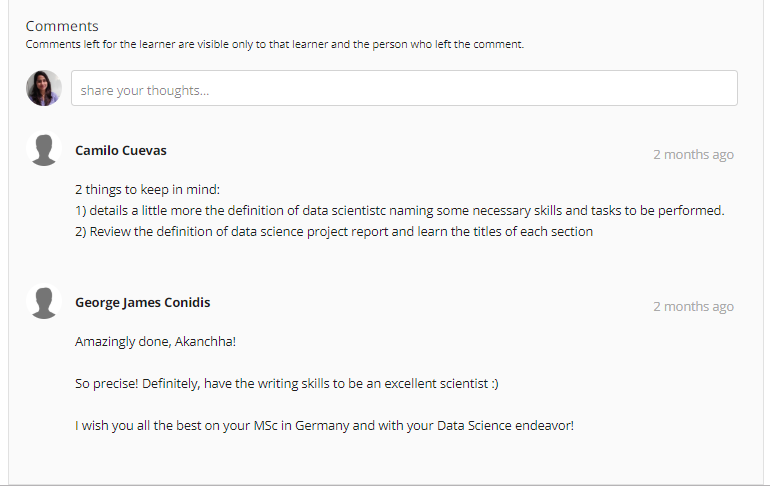 Comments
Comments left for the learner are visible only to that learner and the person who left the comment.
share your thoughts...
Camilo Cuevas
2 months ago
2 things to keep in mind:
1) details a little more the definition of data scientistc naming some necessary skills and tasks to be performed.
2) Review the definition of data science project report and learn the titles of each section
George James Conidis
2 months ago
Amazingly done, Akanchha!
So precise! Definitely, have the writing skills to be an excellent scientist :)
I wish you all the best on your MSc in Germany and with your Data Science endeavor!